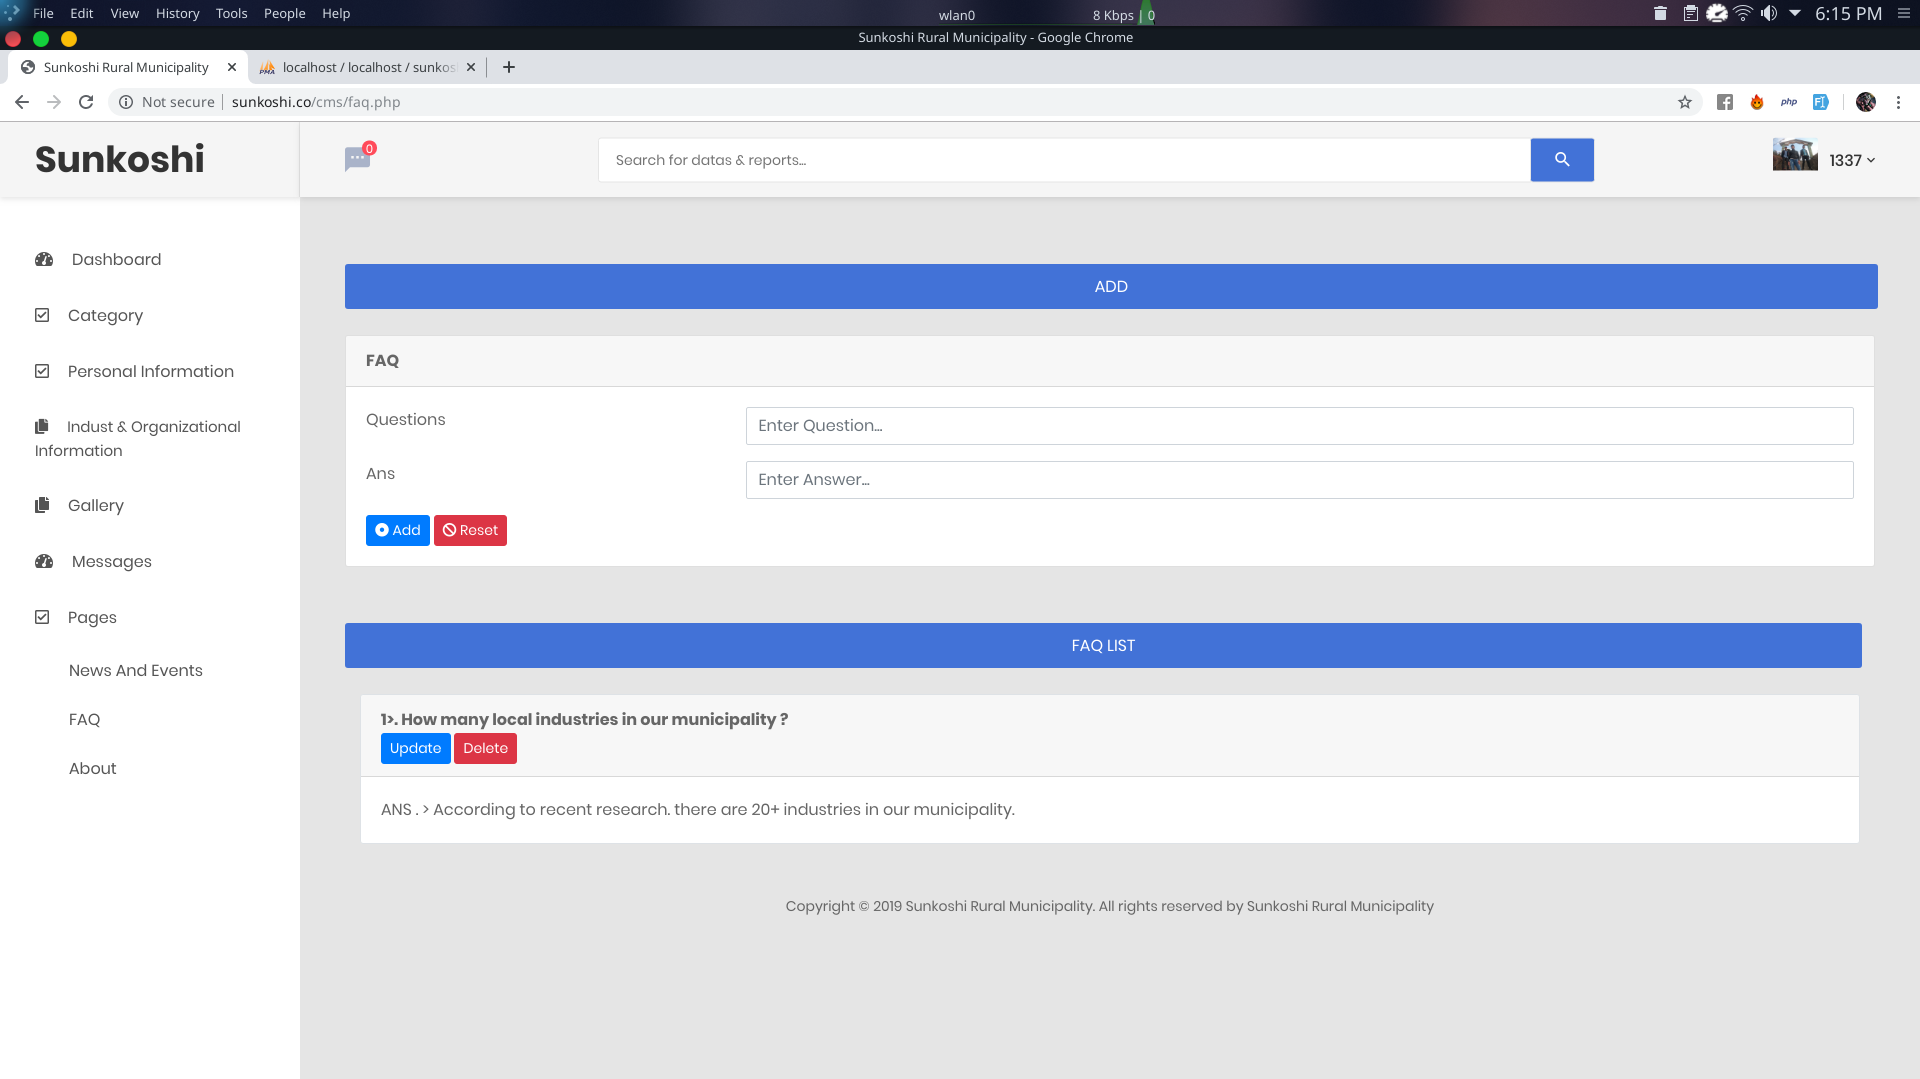 File Edit View History Tools People Help
wlan0
8 Kbps | 0
6:15 PM
Sunkoshi Rural Municipality - Google Chrome
Sunkoshi Rural Municipality
PMA localhost / localhost / sunkos
Not secure | sunkoshi.co/cms/faq.php
php
Sunkoshi
0
Search for datas & reports...
1337
Dashboard
Category
Personal Information
Indust & Organizational
Information
Gallery
Messages
Pages
News And Events
FAQ
About
ADD
FAQ
Questions
Enter Question...
Ans
Enter Answer...
Add Reset
FAQ LIST
1>. How many local industries in our municipality ?
Update Delete
ANS . > According to recent research. there are 20+ industries in our municipality.
Copyright © 2019 Sunkoshi Rural Municipality. All rights reserved by Sunkoshi Rural Municipality